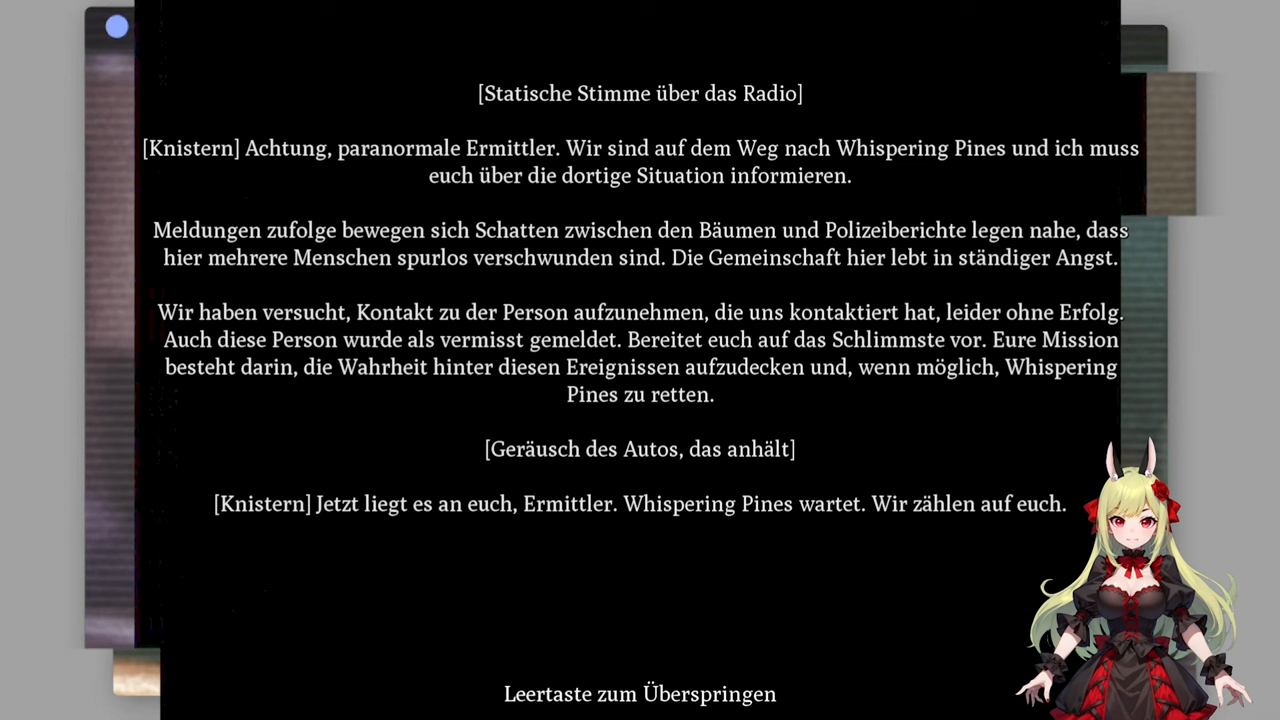 [Statische Stimme über das Radio]
[Knistern] Achtung, paranormale Ermittler. Wir sind auf dem Weg nach Whispering Pines und ich muss
euch über die dortige Situation informieren.
Meldungen zufolge bewegen sich Schatten zwischen den Bäumen und Polizeiberichte legen nahe, dass
hier mehrere Menschen spurlos verschwunden sind. Die Gemeinschaft hier lebt in ständiger Angst.
Wir haben versucht, Kontakt zu der Person aufzunehmen, die uns kontaktiert hat, leider ohne Erfolg.
Auch diese Person wurde als vermisst gemeldet. Bereitet euch auf das Schlimmste vor. Eure Mission
besteht darin, die Wahrheit hinter diesen Ereignissen aufzudecken und, wenn möglich, Whispering
Pines zu retten.
[Geräusch des Autos, das anhält]
[Knistern] Jetzt liegt es an euch, Ermittler. Whispering Pines wartet. Wir zählen auf euch.
Leertaste zum Überspringen